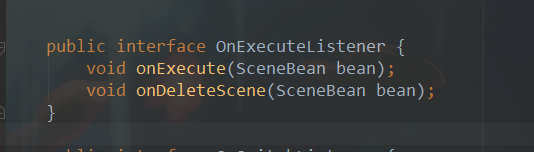 public interface OnExecuteListener {
void onExecute(SceneBean bean);
void onDeleteScene(SceneBean bean);
}